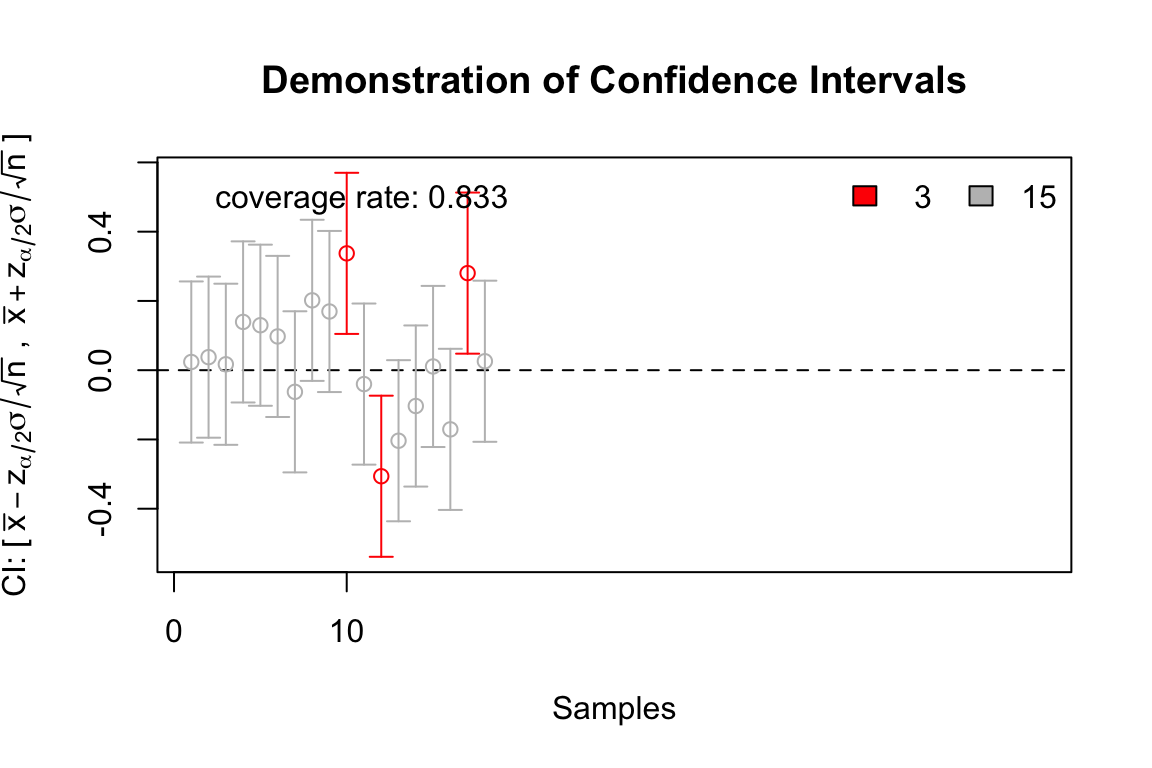 Demonstration of Confidence Intervals
CI: [ x̅ − zα/2σ/√n , x̅ + zα/2σ/√n ]
coverage rate: 0.833
3
15
0.4
0.0
-0.4
0
10
Samples